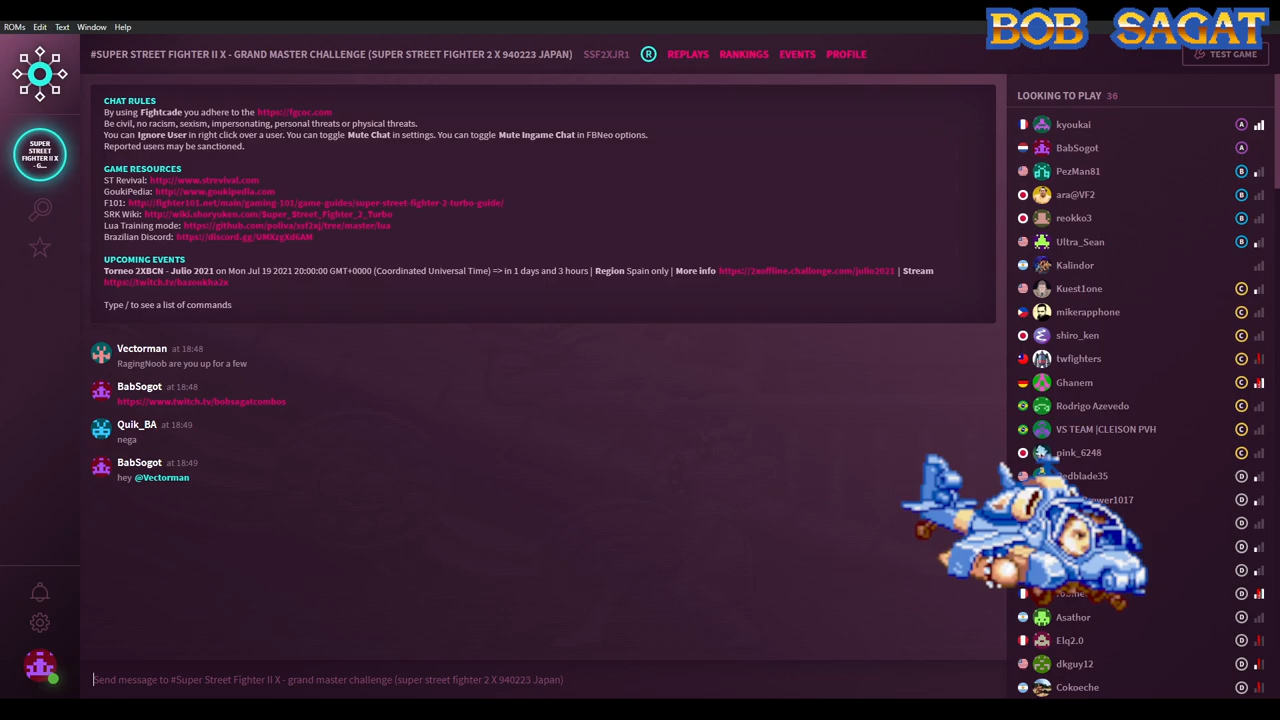 BOB SAGAT
ROMs Edit Text Window Help
#SUPER STREET FIGHTER II X - GRAND MASTER CHALLENGE (SUPER STREET FIGHTER 2 X 940223 JAPAN) SSF2XJR1 R REPLAYS RANKINGS EVENTS PROFILE
TEST GAME
SUPER
STREET
FIGHTER II X
- G...
CHAT RULES
By using Fightcade you adhere to the https://fgcoc.com
Be civil, no racism, sexism, impersonating, personal threats or physical threats.
You can Ignore User in right click over a user. You can toggle Mute Chat in settings. You can toggle Mute Ingame Chat in FBNeo options.
Reported users may be sanctioned.
GAME RESOURCES
ST Revival: http://www.strevival.com
GoukiPedia: http://www.goukipedia.com
F101: http://fighter101.net/main/gaming-101/game-guides/super-street-fighter-2-turbo-guide/
SRK Wiki: http://wiki.shoryuken.com/Super_Street_Fighter_2_Turbo
Lua Training mode: https://github.com/poliva/ssf2xj/tree/master/lua
Brazilian Discord: https://discord.gg/UMXzgXd6AM
UPCOMING EVENTS
Torneo 2XBCN - Julio 2021 on Mon Jul 19 2021 20:00:00 GMT+0000 (Coordinated Universal Time) => in 1 days and 3 hours | Region Spain only | More info https://2xoffline.challonge.com/julio2021 | Stream
https://twitch.tv/bazoukha2x
Type / to see a list of commands
Vectorman at 18:48
RagingNoob are you up for a few
BabSogot at 18:48
https://www.twitch.tv/bobsagatcombos
Quik_BA at 18:49
nega
BabSogot at 18:49
hey @Vectorman
Send message to #Super Street Fighter II X - grand master challenge (super street fighter 2 X 940223 Japan)
LOOKING TO PLAY 36
kyoukai A
BabSogot A
PezMan81 B
ara@VF2 B
reokko3 B
Ultra_Sean B
Kalindor
Kuest1one C
mikerapphone C
shiro_ken C
twfighters C
Ghanem C
Rodrigo Azevedo C
VS TEAM |CLEISON PVH C
pink_6248 C
D
D
D
D
D
D
Asathor D
Elq2.0 D
dkguy12 D
Cokoeche D